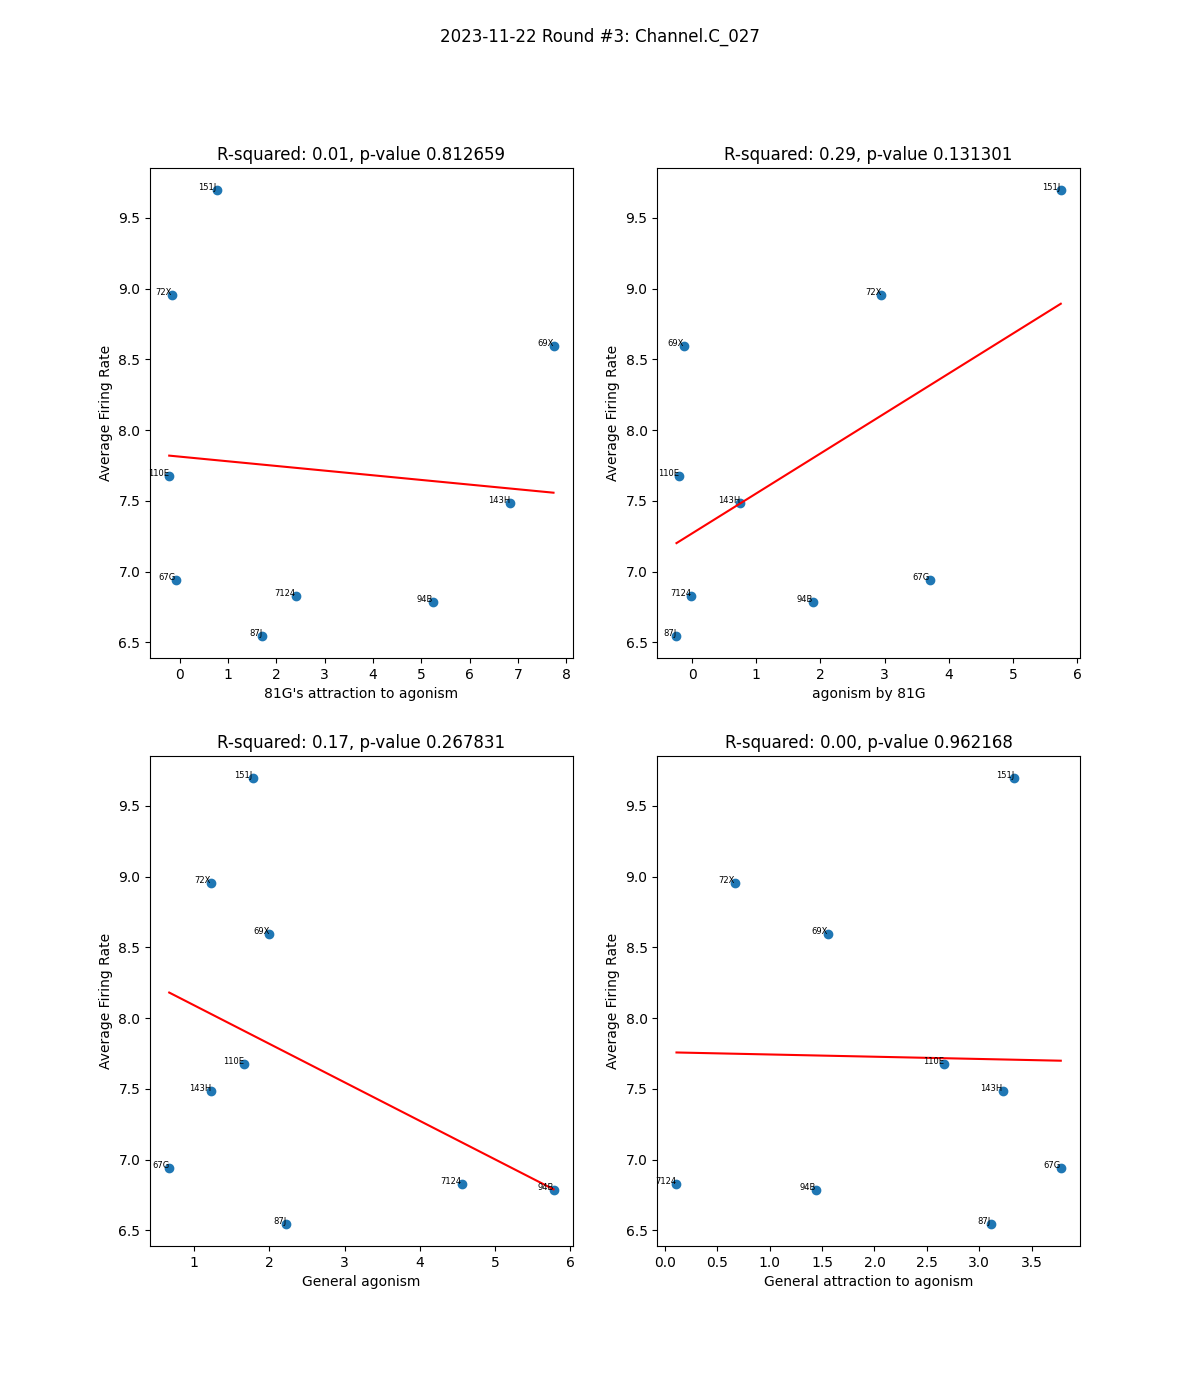 2023-11-22 Round #3: Channel.C_027
R-squared: 0.01, p-value 0.812659
151J
72X
69X
110E
143H
67G
7124
94B
87J
9.5
9.0
8.5
8.0
7.5
7.0
6.5
Average Firing Rate
0 1 2 3 4 5 6 7 8
81G's attraction to agonism
R-squared: 0.29, p-value 0.131301
151J
72X
69X
110E
143H
67G
7124
94B
87J
9.5
9.0
8.5
8.0
7.5
7.0
6.5
Average Firing Rate
0 1 2 3 4 5 6
agonism by 81G
R-squared: 0.17, p-value 0.267831
151J
72X
69X
110E
143H
67G
7124
94B
87J
9.5
9.0
8.5
8.0
7.5
7.0
6.5
Average Firing Rate
1 2 3 4 5 6
General agonism
R-squared: 0.00, p-value 0.962168
151J
72X
69X
110E
143H
67G
7124
94B
87J
9.5
9.0
8.5
8.0
7.5
7.0
6.5
Average Firing Rate
0.0 0.5 1.0 1.5 2.0 2.5 3.0 3.5
General attraction to agonism